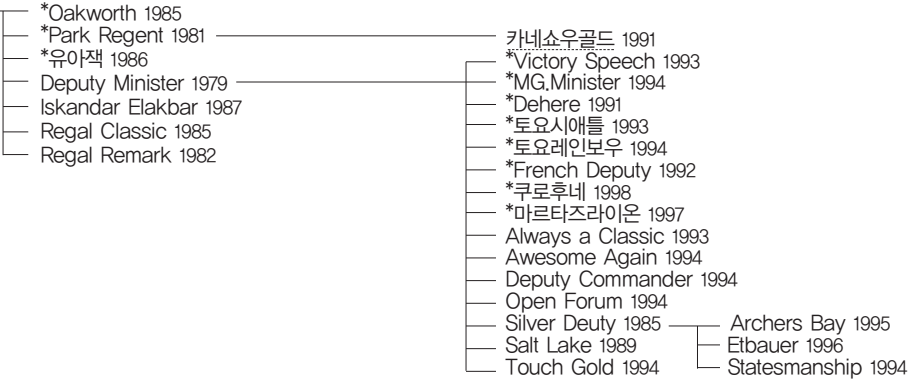 *Oakworth 1985
*Park Regent 1981
*유아잭 1986
Deputy Minister 1979
Iskandar Elakbar 1987
Regal Classic 1985
Regal Remark 1982
카네쇼우골드 1991
*Victory Speech 1993
*MG.Minister 1994
*Dehere 1991
*토요시애틀 1993
*토요레인보우 1994
*French Deputy 1992
*쿠로후네 1998
*마르타즈라이온 1997
Always a Classic 1993
Awesome Again 1994
Deputy Commander 1994
Open Forum 1994
Silver Deuty 1985
Salt Lake 1989
Touch Gold 1994
Archers Bay 1995
Etbauer 1996
Statesmanship 1994